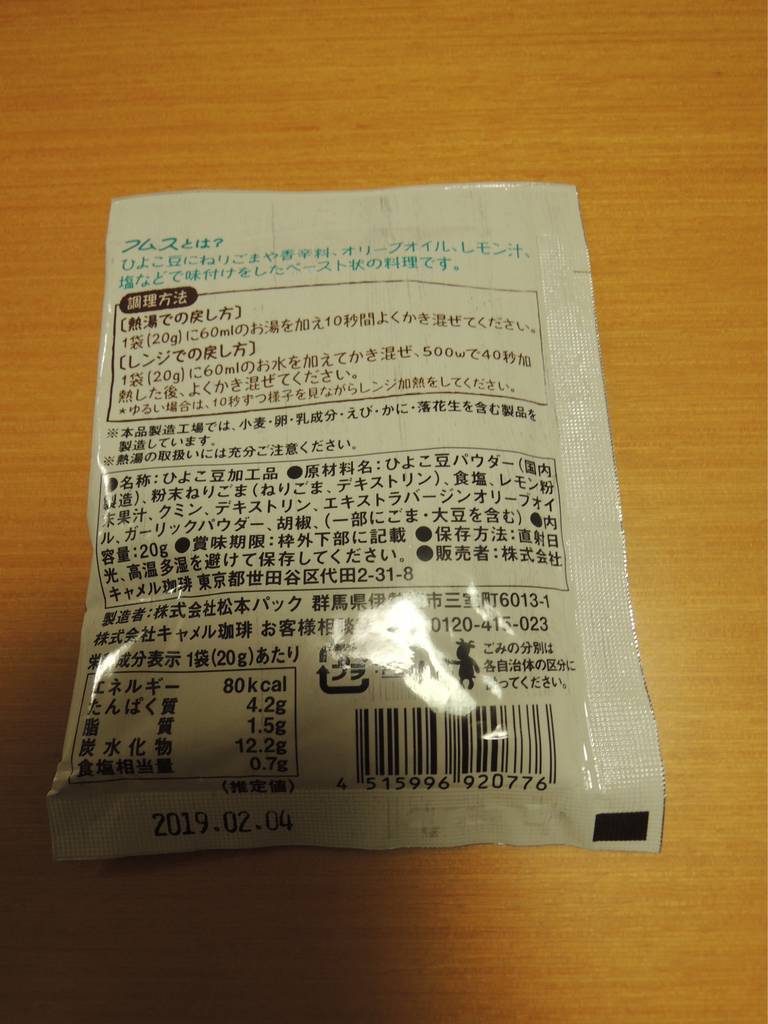 フムスとは?
ひよこ豆にねりごまや香辛料、オリーブオイル、レモン汁、
塩などで味付けをしたペースト状の料理です。
調理方法
〔熱湯での戻し方〕
1袋(20g)に60mlのお湯を加え10秒間よくかき混ぜてください。
〔レンジでの戻し方〕
1袋(20g)に60mlのお水を加えてかき混ぜ、500wで40秒加
熱した後、よくかき混ぜてください。
★ゆるい場合は、10秒ずつ様子を見ながらレンジ加熱をしてください。
※本品製造工場では、小麦・卵・乳成分・えび・かに・落花生を含む製品を
製造しています。
※熱湯の取扱いには充分ご注意ください。
●名称:ひよこ豆加工品 ●原材料名:ひよこ豆パウダー(国内
製造)、粉末ねりごま(ねりごま、デキストリン)、食塩、レモン粉
末果汁、クミン、デキストリン、エキストラバージンオリーブオイ
ル、ガーリックパウダー、胡椒、(一部にごま・大豆を含む) ●内
容量:20g ●賞味期限:枠外下部に記載 ●保存方法:直射日
光、高温多湿を避けて保存してください。 ●販売者:株式会社
キャメル珈琲 東京都世田谷区代田2-31-8
製造者:株式会社松本パック 群馬県伊 市三室町6013-1
株式会社キャメル珈琲 お客様相談 0120-415-023
栄 成分表示 1袋(20g)あたり
エネルギー 80kcal
たんぱく質 4.2g
脂質 1.5g
炭水化物 12.2g
食塩相当量 0.7g
(推定値)
プラ
ごみの分別は
各自治体の区分に
ってください。
4 515996 920776
2019.02.04